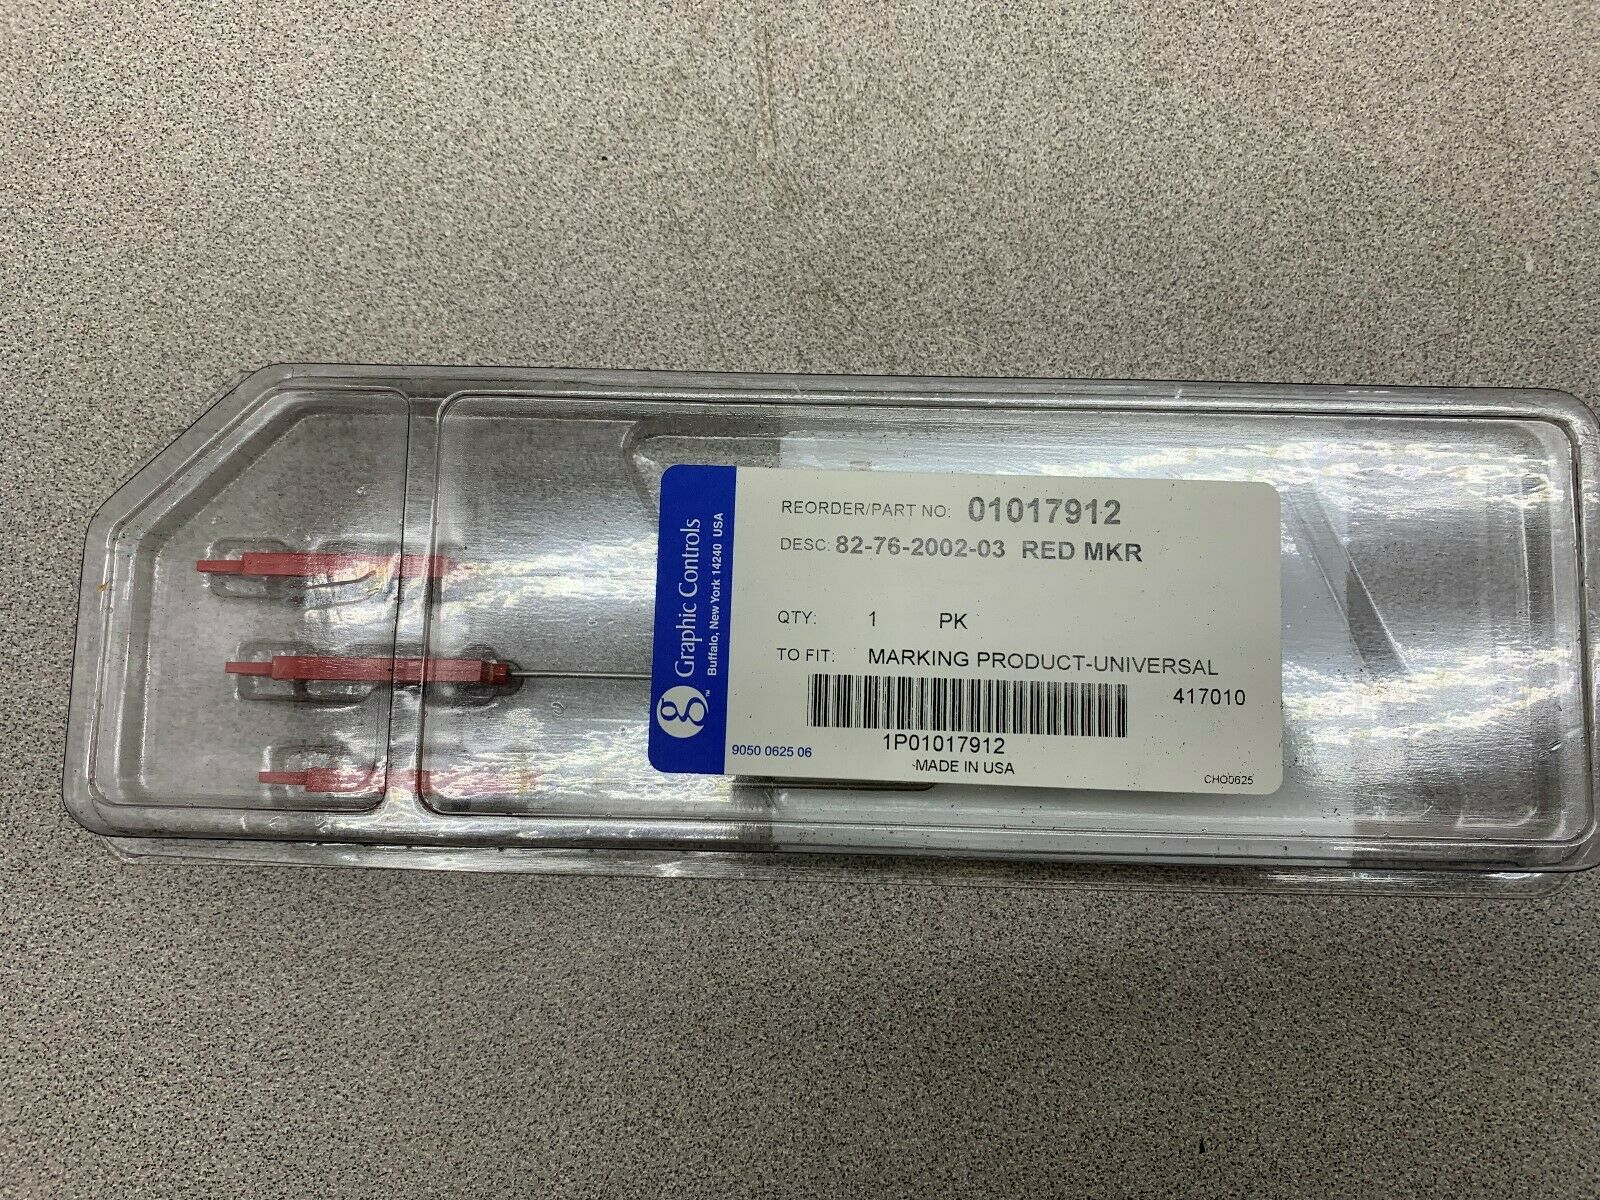 Graphic Controls
Buffalo, New York 14240 USA
g™
REORDER/PART NO: 01017912
DESC: 82-76-2002-03 RED MKR
QTY: 1 PK
TO FIT: MARKING PRODUCT-UNIVERSAL
417010
1P01017912
9050 0625 06
MADE IN USA
CHO0625